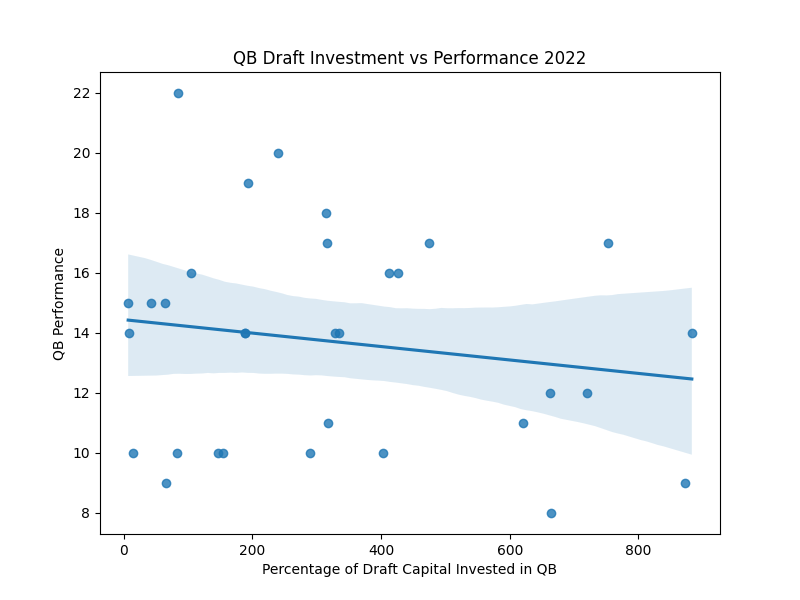 QB Draft Investment vs Performance 2022
22
20
18
16
14
12
10
8
QB Performance
0 200 400 600 800
Percentage of Draft Capital Invested in QB